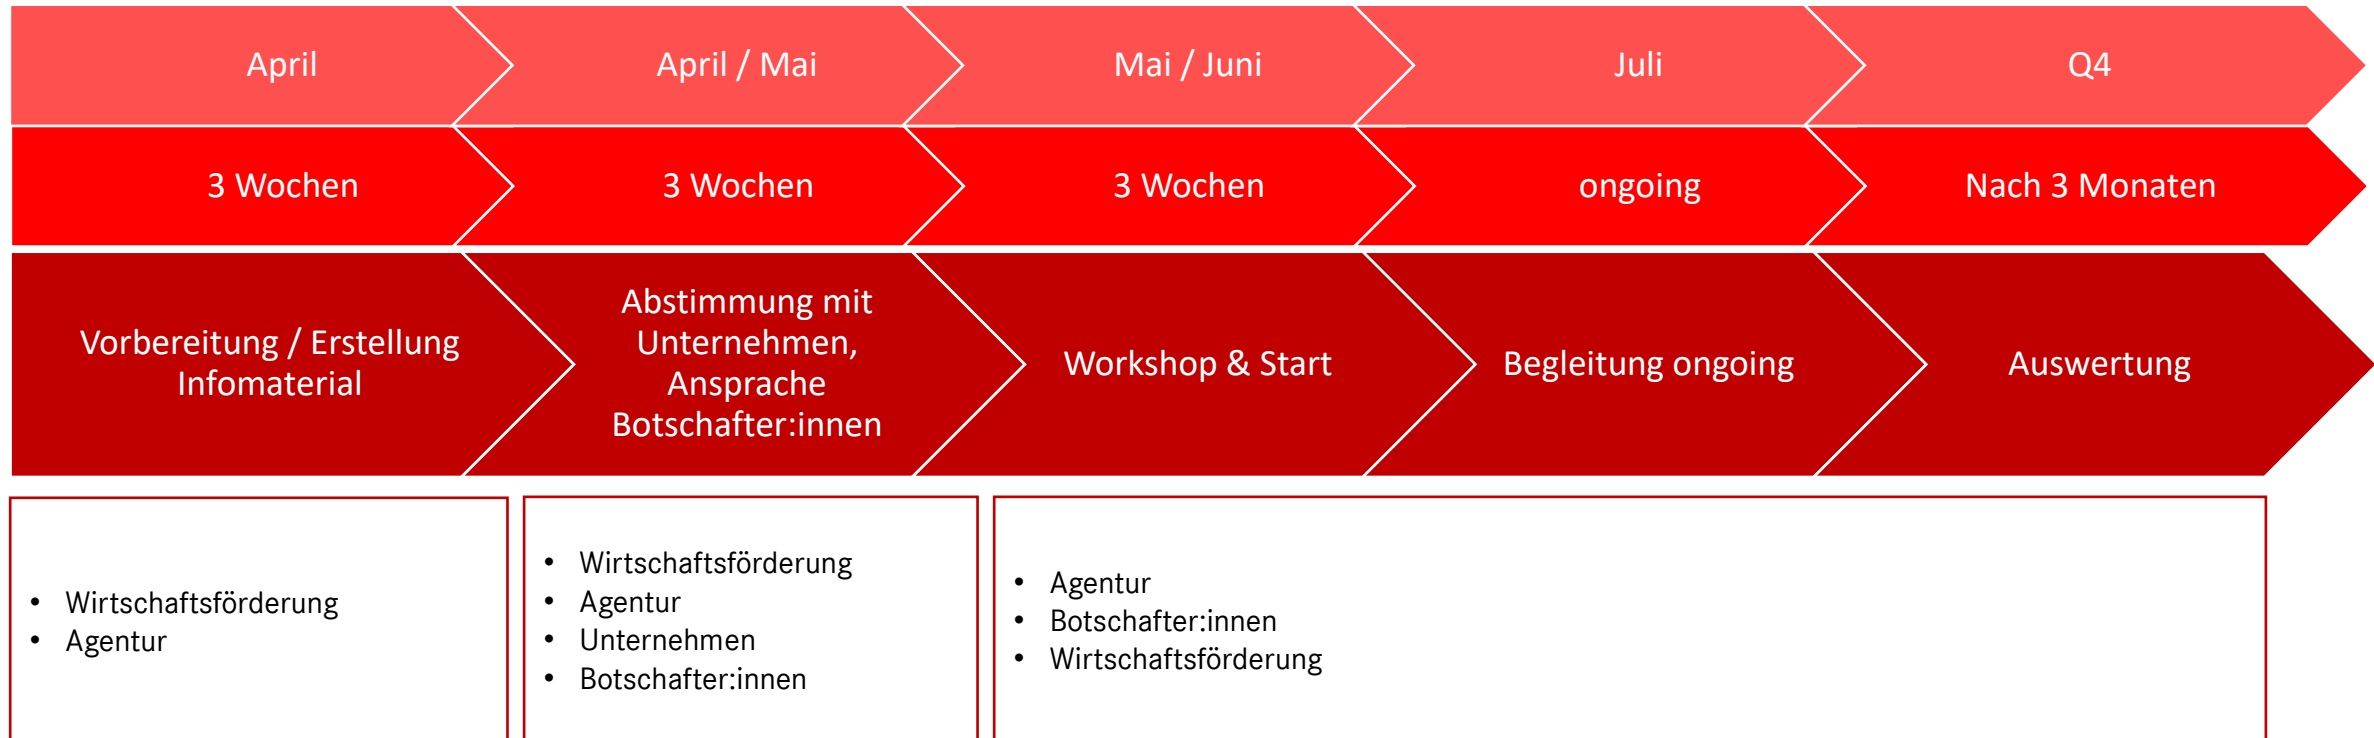 April
April / Mai
Mai / Juni
Juli
Q4
3 Wochen
3 Wochen
3 Wochen
ongoing
Nach 3 Monaten
Vorbereitung / Erstellung
Infomaterial
Abstimmung mit
Unternehmen,
Ansprache
Botschafter:innen
Workshop & Start
Begleitung ongoing
Auswertung
• Wirtschaftsförderung
• Agentur
• Wirtschaftsförderung
• Agentur
• Unternehmen
• Botschafter:innen
• Agentur
• Botschafter:innen
• Wirtschaftsförderung